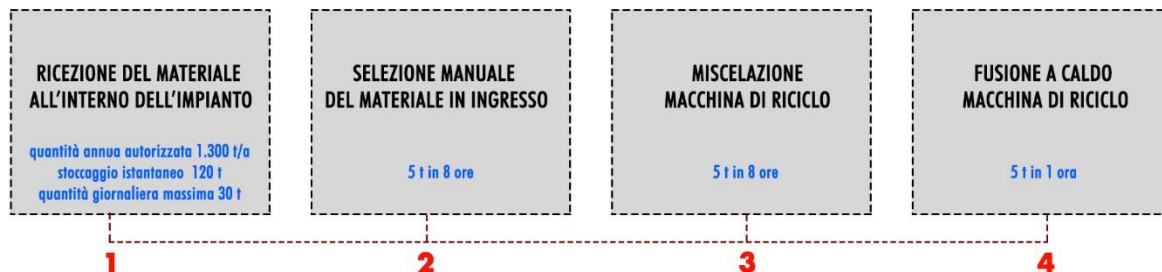 RICEZIONE DEL MATERIALE
ALL'INTERNO DELL'IMPIANTO
quantità annua autorizzata 1.300 t/a
stoccaggio istantaneo 120 t
quantità giornaliera massima 30 t
1
SELEZIONE MANUALE
DEL MATERIALE IN INGRESSO
5 t in 8 ore
2
MISCELAZIONE
MACCHINA DI RICICLO
5 t in 8 ore
3
FUSIONE A CALDO
MACCHINA DI RICICLO
5 t in 1 ora
4